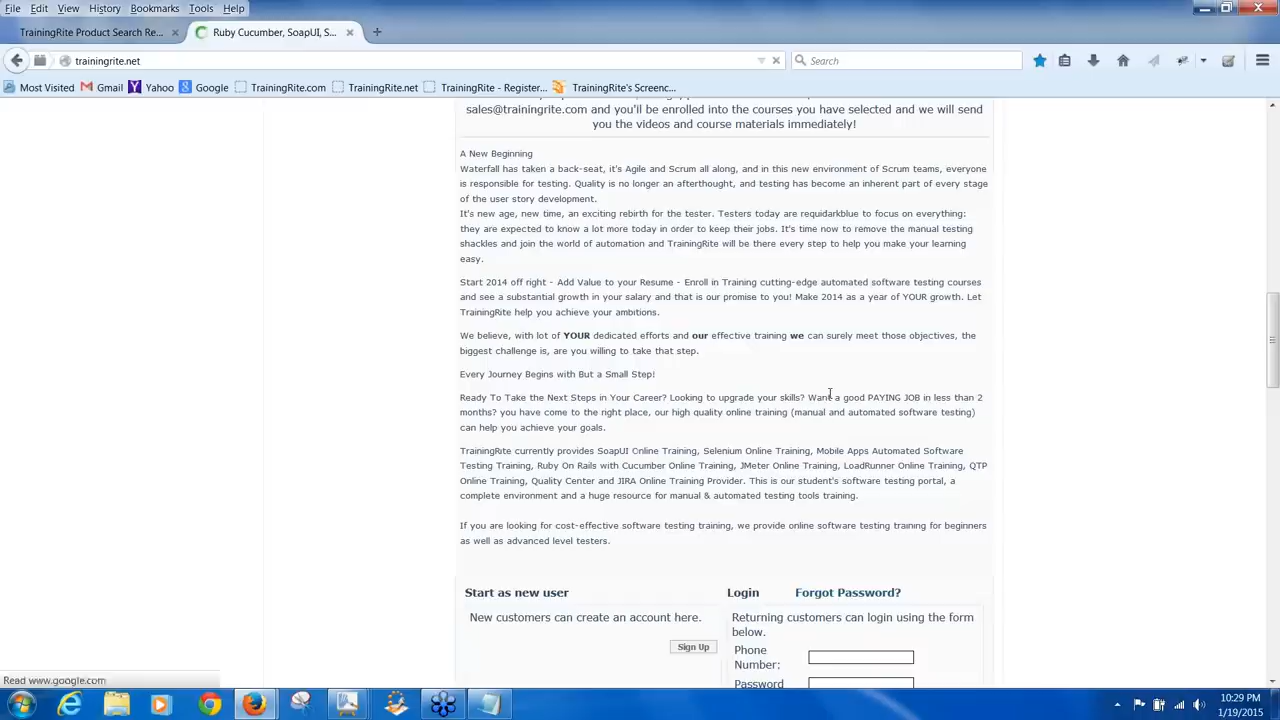 File Edit View History Bookmarks Tools Help
TrainingRite Product Search Re... Ruby Cucumber, SoapUI, S...
trainingrite.net Search
Most Visited Gmail Yahoo Google TrainingRite.com TrainingRite.net TrainingRite - Register,... TrainingRite's Screenc...
sales@trainingrite.com and you'll be enrolled into the courses you have selected and we will send
you the videos and course materials immediately!
A New Beginning
Waterfall has taken a back-seat, it's Agile and Scrum all along, and in this new environment of Scrum teams, everyone
is responsible for testing. Quality is no longer an afterthought, and testing has become an inherent part of every stage
of the user story development.
It's new age, new time, an exciting rebirth for the tester. Testers today are requidarkblue to focus on everything:
they are expected to know a lot more today in order to keep their jobs. It's time now to remove the manual testing
shackles and join the world of automation and TrainingRite will be there every step to help you make your learning
easy.
Start 2014 off right - Add Value to your Resume - Enroll in Training cutting-edge automated software testing courses
and see a substantial growth in your salary and that is our promise to you! Make 2014 as a year of YOUR growth. Let
TrainingRite help you achieve your ambitions.
We believe, with lot of YOUR dedicated efforts and our effective training we can surely meet those objectives, the
biggest challenge is, are you willing to take that step.
Every Journey Begins with But a Small Step!
Ready To Take the Next Steps in Your Career? Looking to upgrade your skills? Want a good PAYING JOB in less than 2
months? you have come to the right place, our high quality online training (manual and automated software testing)
can help you achieve your goals.
TrainingRite currently provides SoapUI Online Training, Selenium Online Training, Mobile Apps Automated Software
Testing Training, Ruby On Rails with Cucumber Online Training, JMeter Online Training, LoadRunner Online Training, QTP
Online Training, Quality Center and JIRA Online Training Provider. This is our student's software testing portal, a
complete environment and a huge resource for manual & automated testing tools training.
If you are looking for cost-effective software testing training, we provide online software testing training for beginners
as well as advanced level testers.
Start as new user Login Forgot Password?
New customers can create an account here. Returning customers can login using the form
below.
Sign Up Phone
Number:
Password
Read www.google.com
10:29 PM
1/19/2015